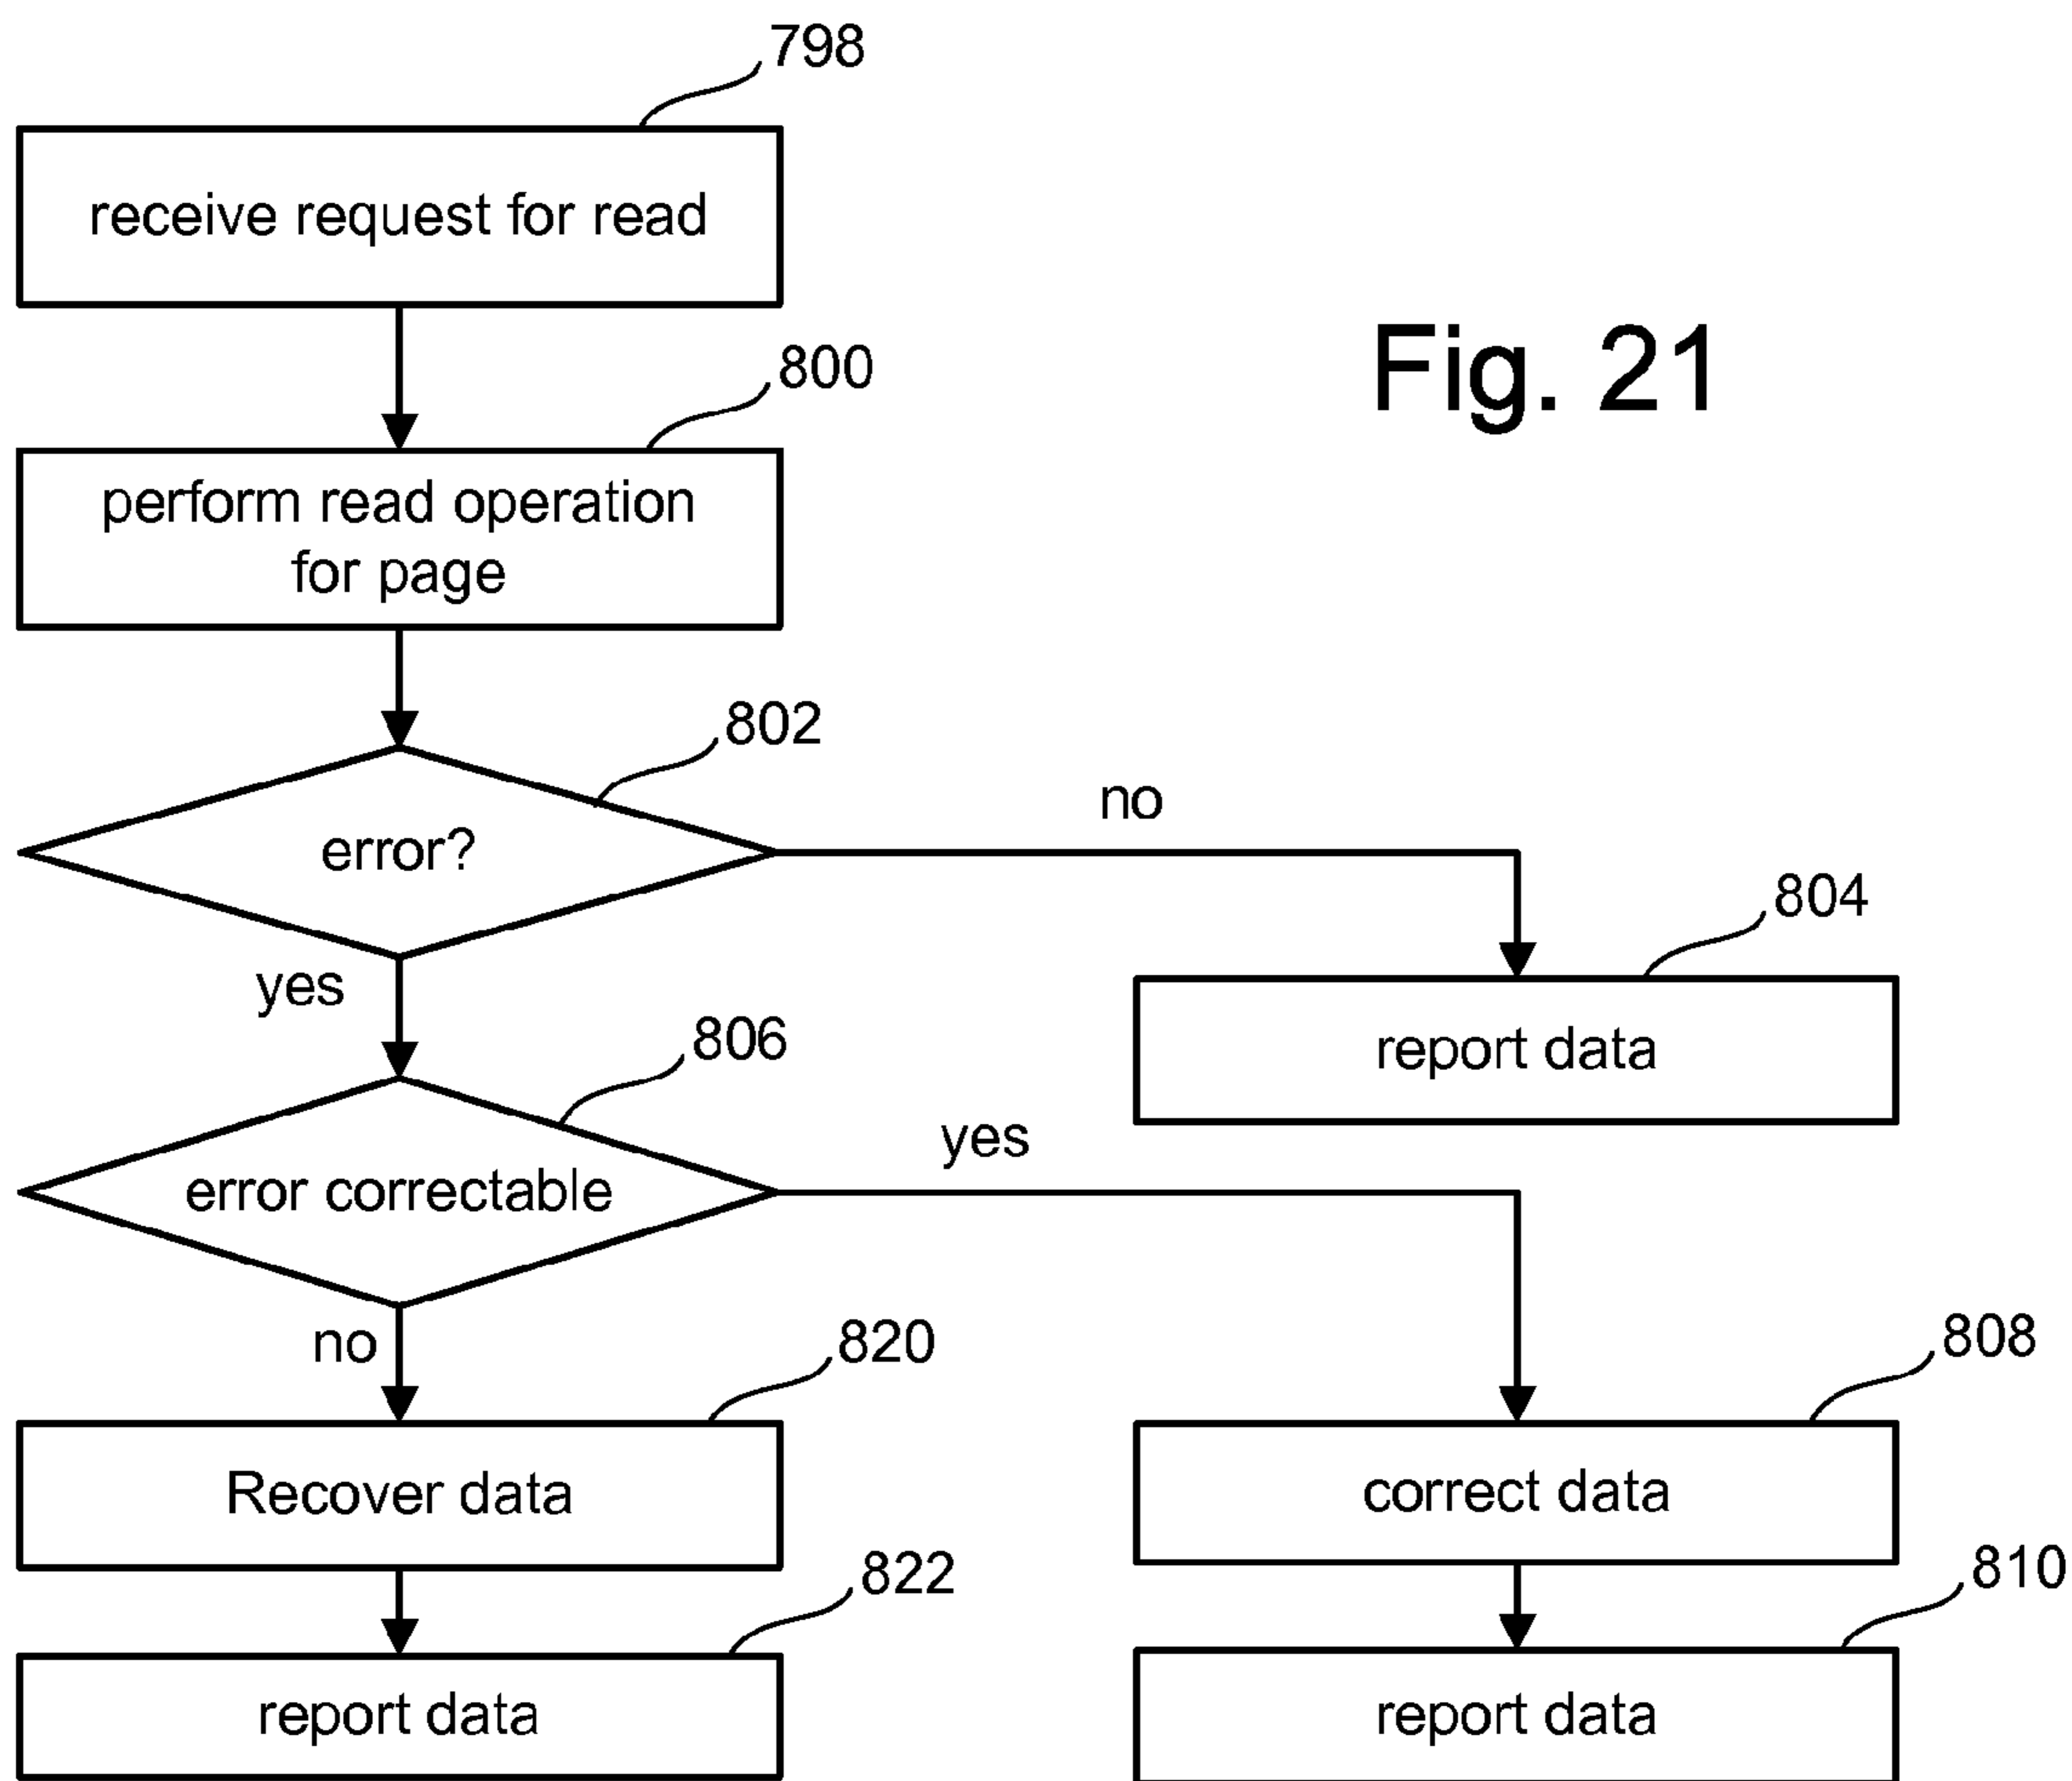 798
receive request for read
Fig. 21
800
perform read operation
for page
802
error?
no
804
report data
yes
806
error correctable
yes
808
correct data
810
report data
no
820
Recover data
822
report data